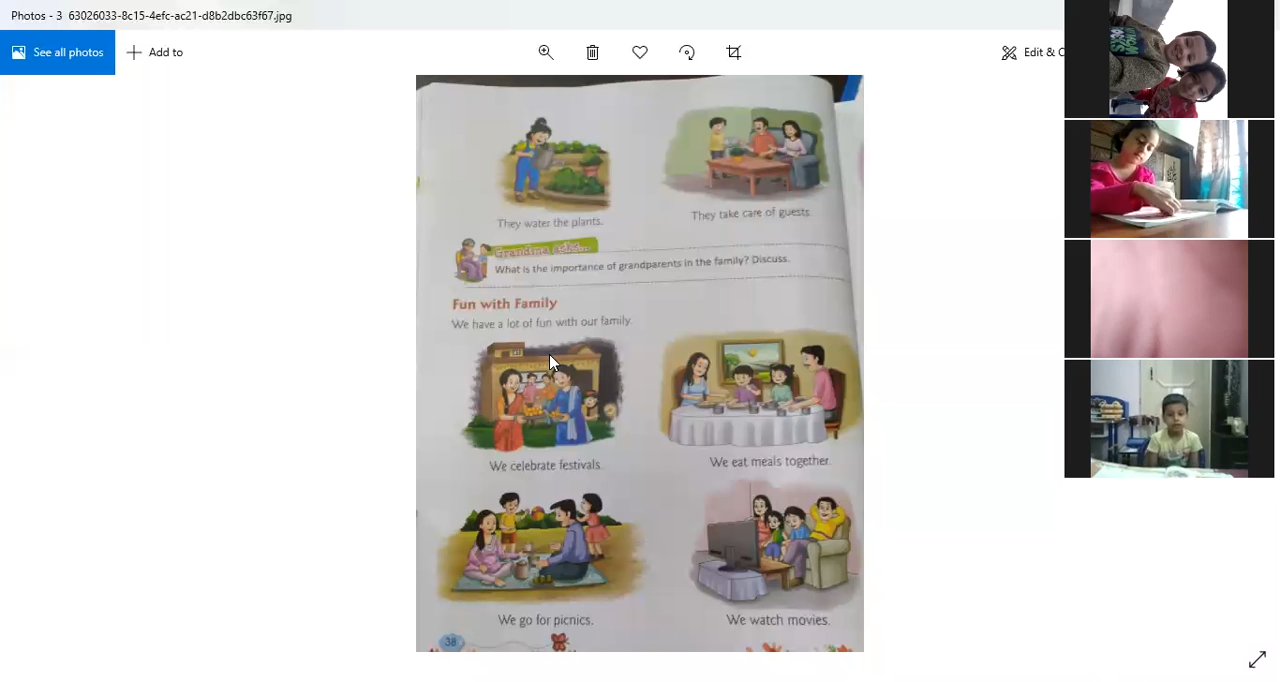 Photos - 3  63026033-8c15-4efc-ac21-d8b2dbc63f67.jpg
See all photos
Add to
Edit & C
They water the plants.
They take care of guests
Grandma asks...
What is the importance of grandparents in the family? Discuss.
Fun with Family
We have a lot of fun with our family.
We celebrate festivals.
We eat meals together.
We go for picnics.
We watch movies.
38